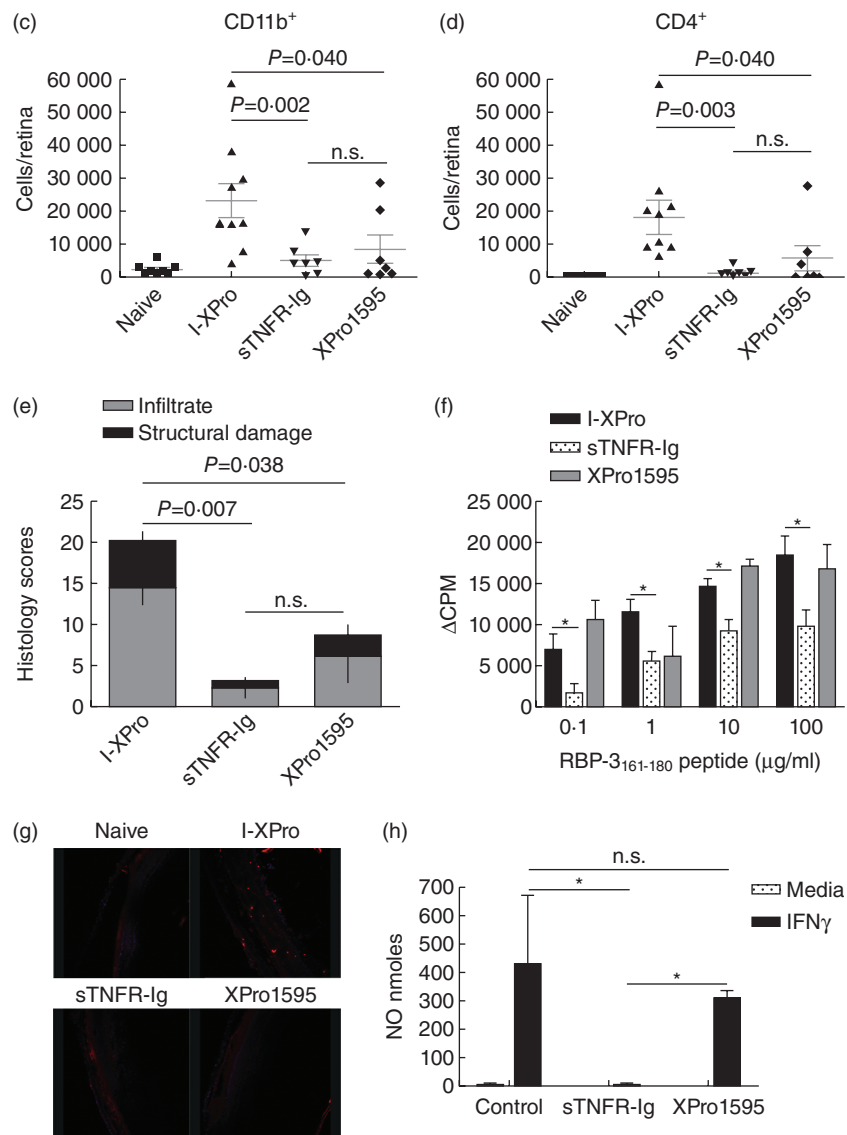 (c)
CD11b⁺
P=0·040
P=0·002
n.s.
60 000
50 000
40 000
30 000
20 000
10 000
0
Cells/retina
Naive
I-XPro
sTNFR-Ig
XPro1595
(d)
CD4⁺
P=0·040
P=0·003
n.s.
60 000
50 000
40 000
30 000
20 000
10 000
0
Cells/retina
Naive
I-XPro
sTNFR-Ig
XPro1595
(e)
Infiltrate
Structural damage
P=0·038
P=0·007
n.s.
25
20
15
10
5
0
Histology scores
I-XPro
sTNFR-Ig
XPro1595
(f)
I-XPro
sTNFR-Ig
XPro1595
25 000
20 000
15 000
10 000
5 000
0
ΔCPM
*
*
*
*
0·1
1
10
100
RBP-3₁₆₁₋₁₈₀ peptide (μg/ml)
(g)
Naive
I-XPro
sTNFR-Ig
XPro1595
(h)
n.s.
*
*
Media
IFNγ
700
600
500
400
300
200
100
0
NO nmoles
Control
sTNFR-Ig
XPro1595